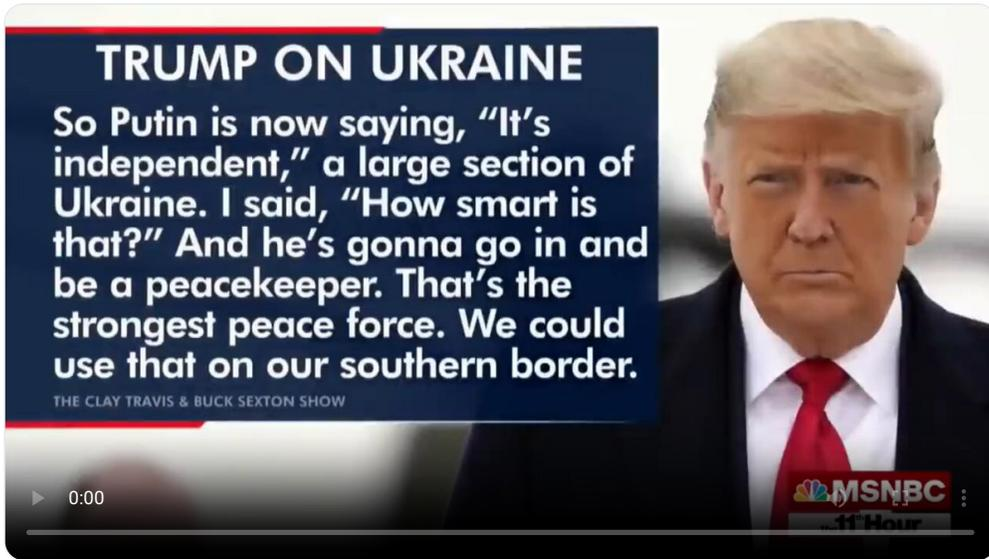 TRUMP ON UKRAINE
So Putin is now saying, “It’s
independent,” a large section of
Ukraine. I said, “How smart is
that?” And he’s gonna go in and
be a peacekeeper. That’s the
strongest peace force. We could
use that on our southern border.
THE CLAY TRAVIS & BUCK SEXTON SHOW
0:00
MSNBC
THE 11th Hour